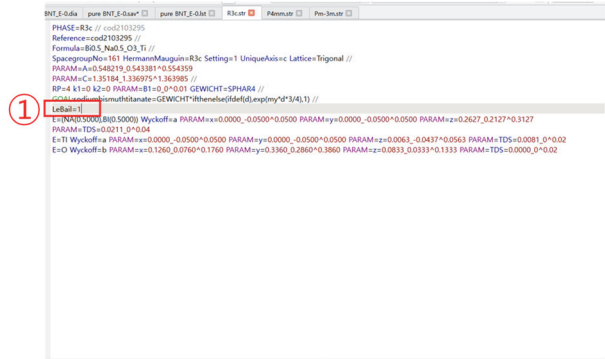 BNT_E-0.dia pure BNT_E-0.sav* pure BNT_E-0.lst R3c.str P4mm.str Pm-3m.str
PHASE=R3c // cod2103295
Reference=cod2103295 //
Formula=Bi0.5_Na0.5_O3_Ti //
SpacegroupNo=161 HermannMauguin=R3c Setting=1 UniqueAxis=c Lattice=Trigonal //
PARAM=A=0.548219_0.543381^0.554359
PARAM=C=1.35184_1.336975^1.363985 //
RP=4 k1=0 k2=0 PARAM=B1=0_0^0.01 GEWICHT=SPHAR4 //
GOAL=sodiumbismuthtitanate=GEWICHT*ifthenelse(ifdef(d),exp(my*d*3/4),1) //
① LeBail=1
E=(NA(0.5000),BI(0.5000)) Wyckoff=a PARAM=x=0.0000_-0.0500^0.0500 PARAM=y=0.0000_-0.0500^0.0500 PARAM=z=0.2627_0.2127^0.3127
PARAM=TDS=0.0211_0^0.04
E=TI Wyckoff=a PARAM=x=0.0000_-0.0500^0.0500 PARAM=y=0.0000_-0.0500^0.0500 PARAM=z=0.0063_-0.0437^0.0563 PARAM=TDS=0.0081_0^0.02
E=O Wyckoff=b PARAM=x=0.1260_0.0760^0.1760 PARAM=y=0.3360_0.2860^0.3860 PARAM=z=0.0833_0.0333^0.1333 PARAM=TDS=0.0000_0^0.02